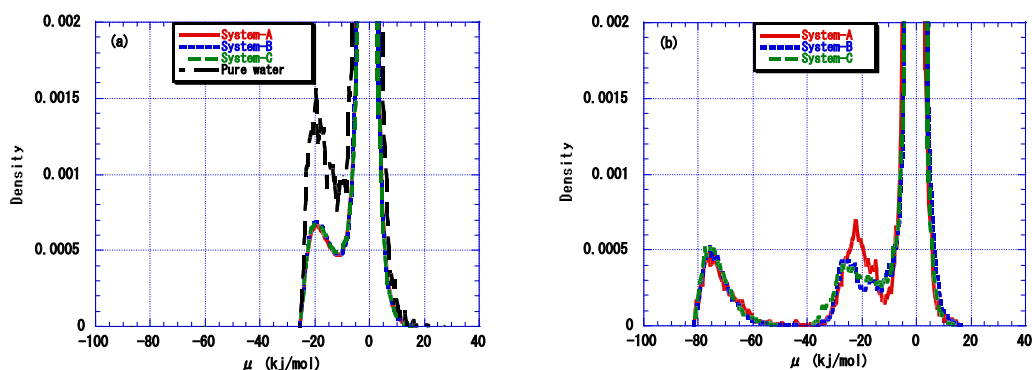 (a)
System-A
System-B
System-C
Pure water
0.002
0.0015
0.001
0.0005
0
Density
-100 -80 -60 -40 -20 0 20 40
μ (kj/mol)
(b)
System-A
System-B
System-C
0.002
0.0015
0.001
0.0005
0
Density
-100 -80 -60 -40 -20 0 20 40
μ (kj/mol)